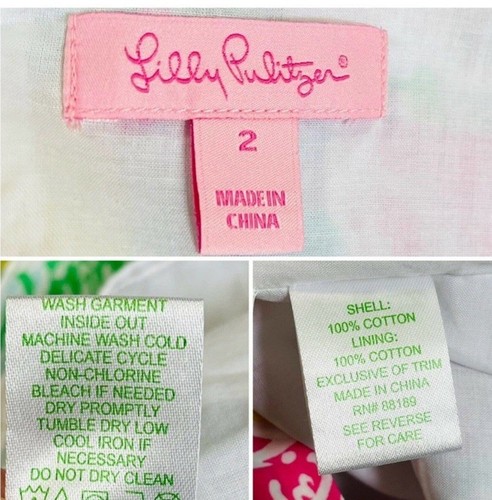 Lilly Pulitzer®
2
MADE IN
CHINA
WASH GARMENT
INSIDE OUT
MACHINE WASH COLD
DELICATE CYCLE
NON-CHLORINE
BLEACH IF NEEDED
DRY PROMPTLY
TUMBLE DRY LOW
COOL IRON IF
NECESSARY
DO NOT DRY CLEAN
SHELL:
100% COTTON
LINING:
100% COTTON
EXCLUSIVE OF TRIM
MADE IN CHINA
RN# 88189
SEE REVERSE
FOR CARE